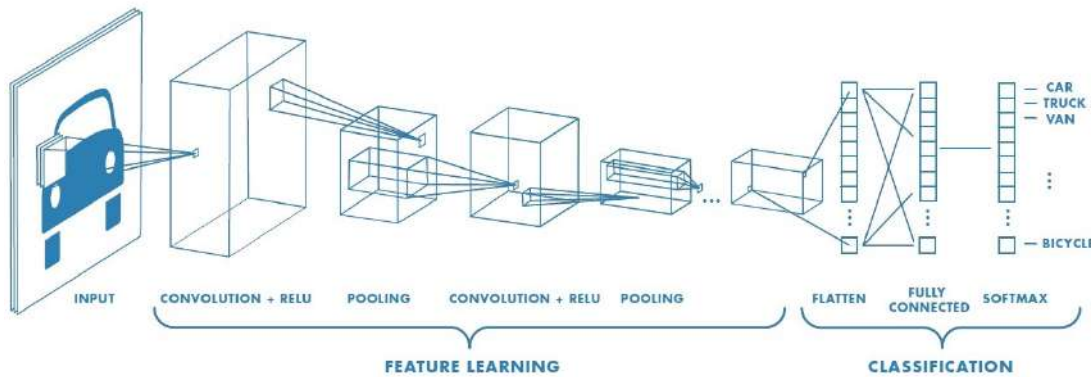 CAR
TRUCK
VAN
BICYCLE
INPUT
CONVOLUTION + RELU
POOLING
CONVOLUTION + RELU
POOLING
FLATTEN
FULLY
CONNECTED
SOFTMAX
FEATURE LEARNING
CLASSIFICATION